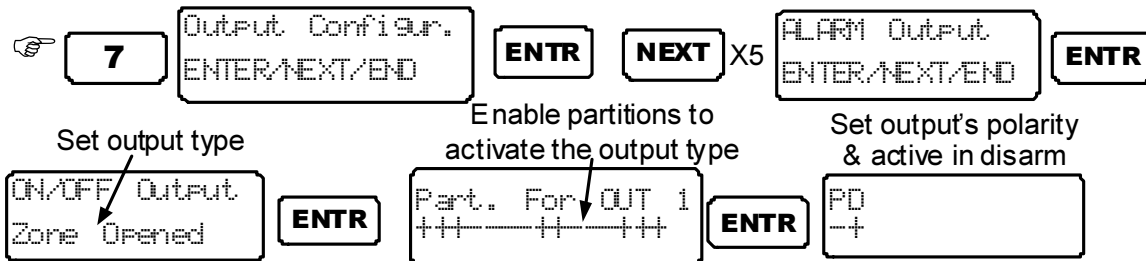 ☞ 7 Output Configur. ENTER/NEXT/END ENTR NEXT X5 ALARM Output ENTER/NEXT/END ENTR
Set output type
Enable partitions to
activate the output type
Set output's polarity
& active in disarm
ON/OFF Output
Zone Opened
ENTR
Part. For OUT 1
+++-----++---+++
ENTR
PD
-+